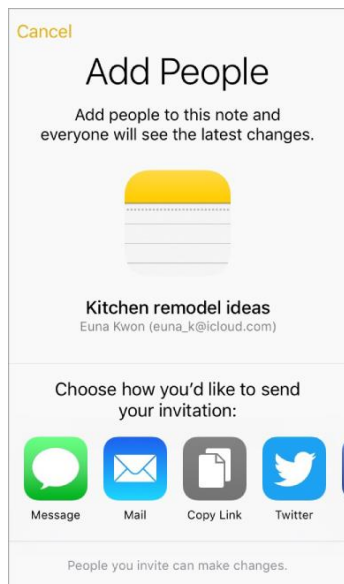 Cancel
Add People
Add people to this note and
everyone will see the latest changes.
Kitchen remodel ideas
Euna Kwon (euna_k@icloud.com)
Choose how you'd like to send
your invitation:
Message
Mail
Copy Link
Twitter
People you invite can make changes.